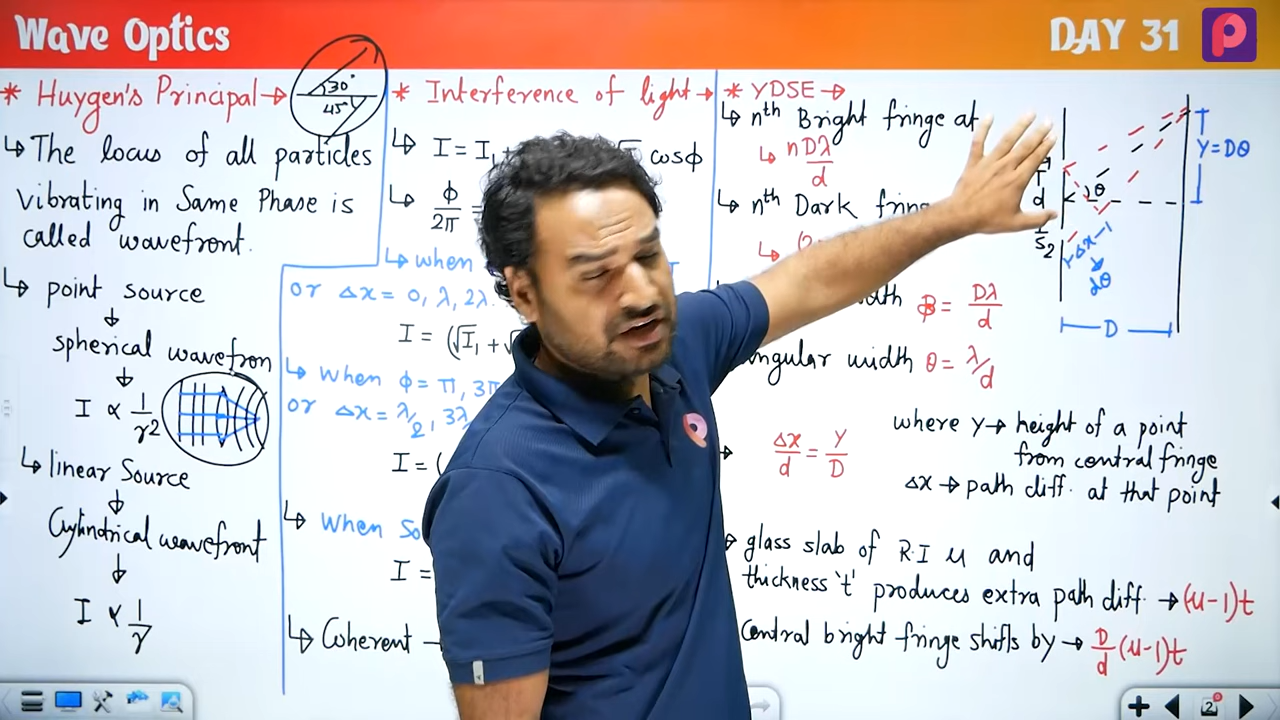 Wave Optics
DAY 31
* Huygen's Principal →
30°
45°
↳ The locus of all particles
vibrating in Same Phase is
called wavefront.
↳ point source
↓
spherical wavefron
↓
I ∝ 1/r²
↳ linear Source
↓
Cylindrical wavefront
↓
I ∝ 1/r
* Interference of light →
↳ I = I₁ cosϕ
↳ ϕ/2π =
↳ when
or Δx = 0, λ, 2λ
I = (√I₁ + √
↳ when ϕ = π, 3π
or Δx = λ/2, 3λ
I = (
↳ When So
I =
↳ Coherent →
* YDSE →
↳ nth Bright fringe at
↳ nDλ/d
↳ nth Dark fring
↳ (2
width β = Dλ/d
angular width θ = λ/d
Δx/d = Y/D
where Y → height of a point
from central fringe
Δx → path diff. at that point
glass slab of R.I μ and
thickness 't' produces extra path diff. → (μ-1)t
Central bright fringe shifts by → D/d (μ-1)t
d
S₂
θ
Δx
dθ
Y = Dθ
D
2